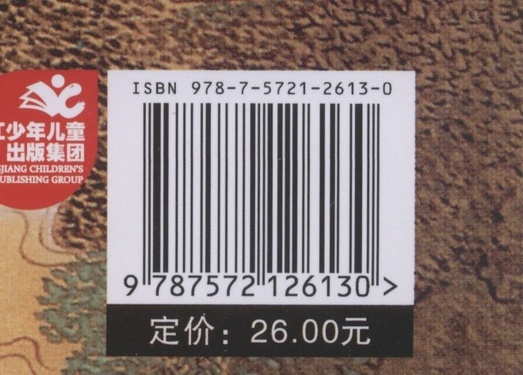 ISBN 978-7-5721-2613-0
江少年儿童
出版集团
JIANG CHILDREN'S
UBLISHING GROUP
9 787572 126130 >
定价：26.00元